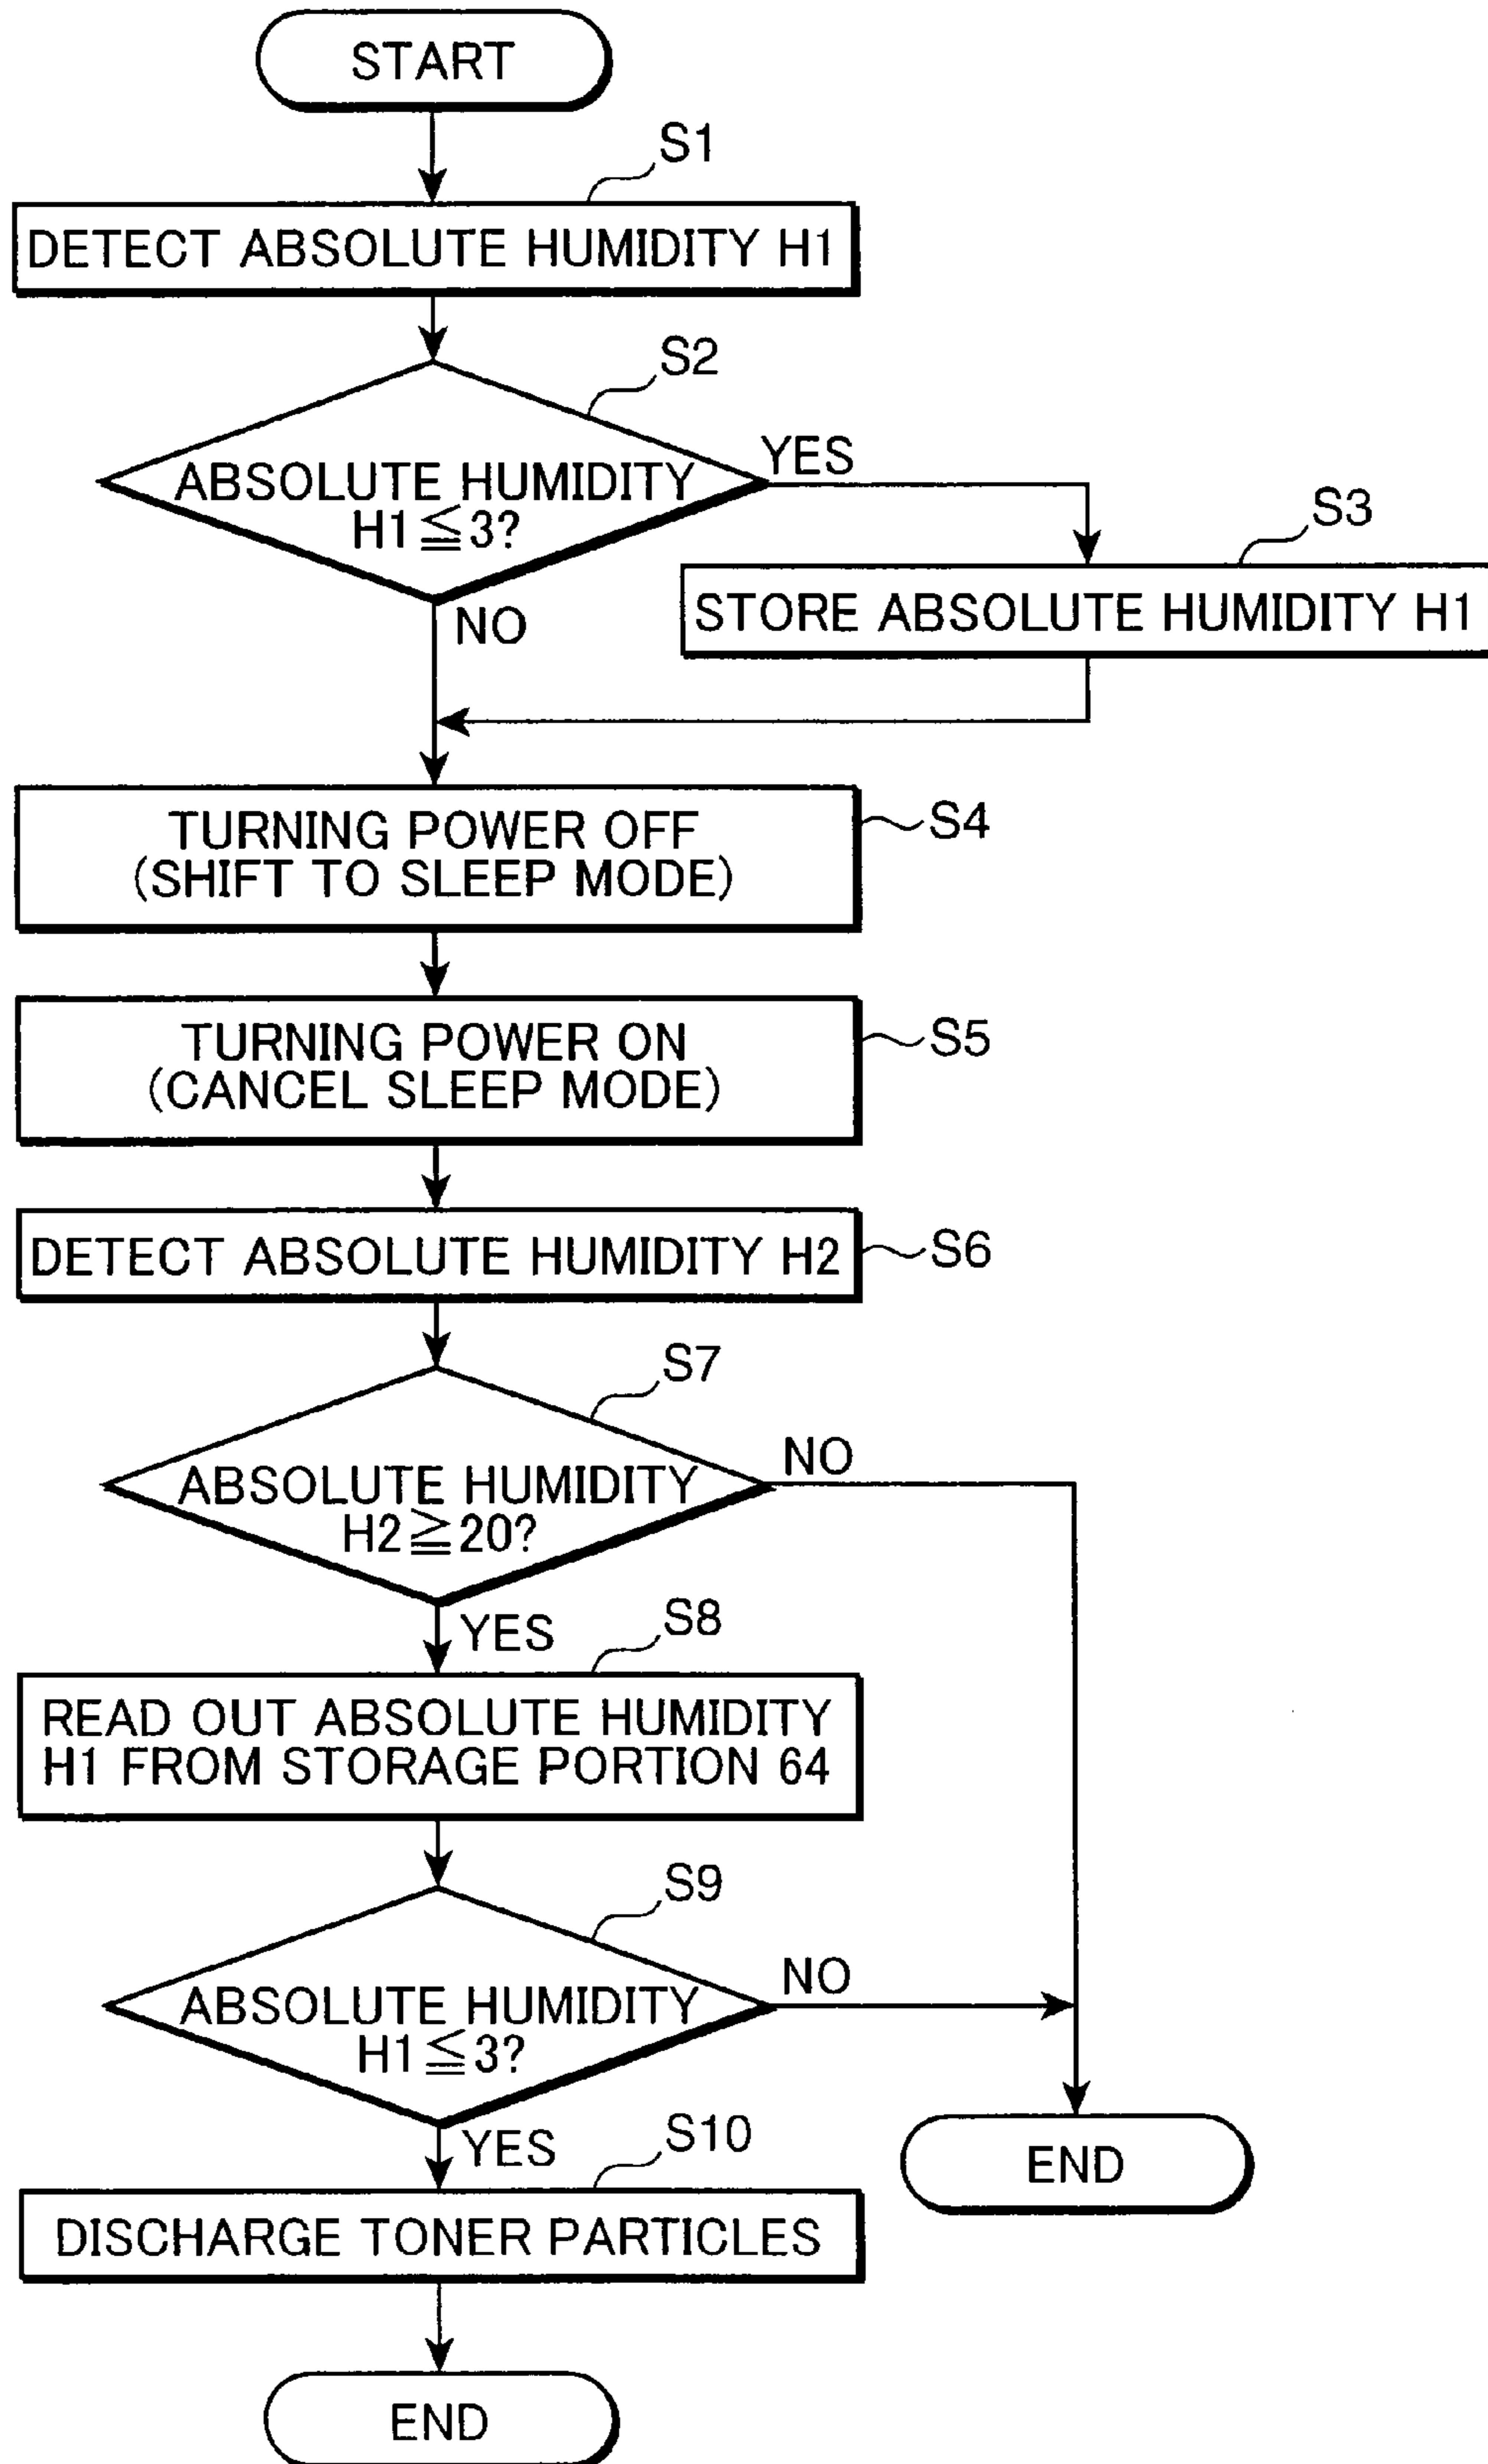 START
S1
DETECT ABSOLUTE HUMIDITY H1
S2
ABSOLUTE HUMIDITY
H1≦3?
YES
NO
S3
STORE ABSOLUTE HUMIDITY H1
TURNING POWER OFF
(SHIFT TO SLEEP MODE)
S4
TURNING POWER ON
(CANCEL SLEEP MODE)
S5
DETECT ABSOLUTE HUMIDITY H2
S6
S7
ABSOLUTE HUMIDITY
H2≧20?
NO
YES
S8
READ OUT ABSOLUTE HUMIDITY
H1 FROM STORAGE PORTION 64
S9
ABSOLUTE HUMIDITY
H1≦3?
NO
YES
S10
DISCHARGE TONER PARTICLES
END
END